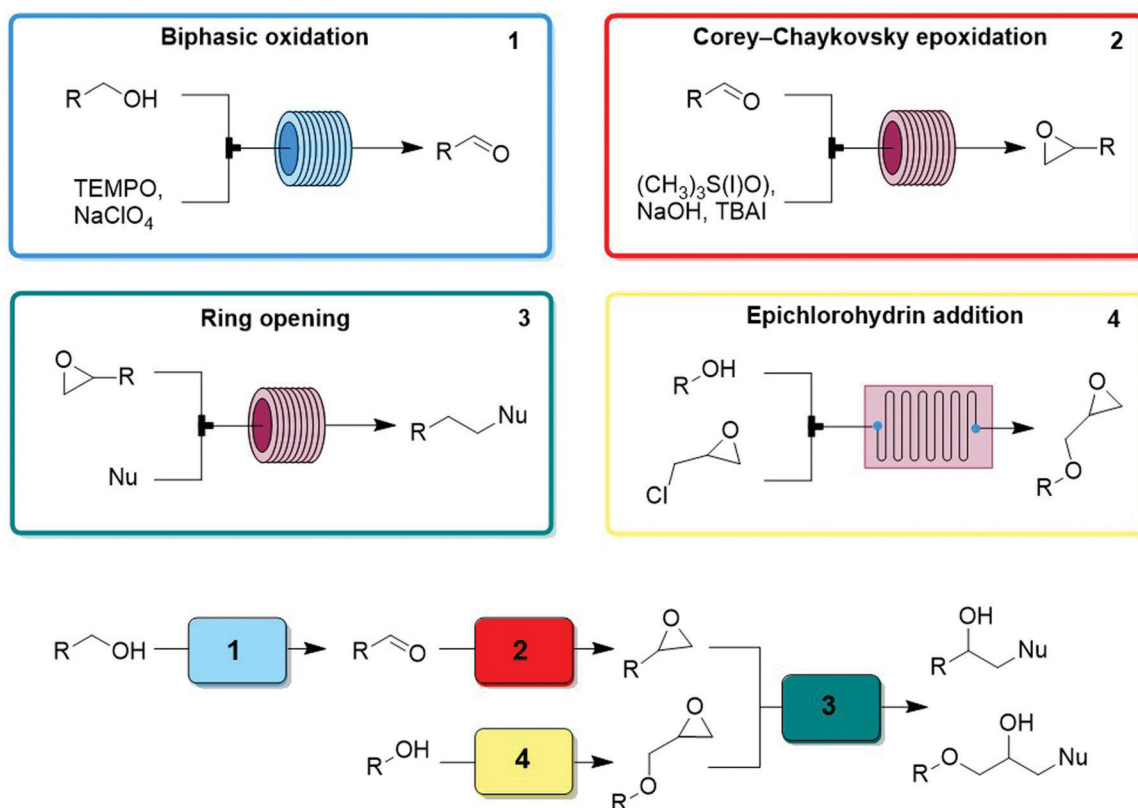 Biphasic oxidation 1
R OH
TEMPO,
NaClO4
R O
Corey–Chaykovsky epoxidation 2
R O
(CH3)3S(I)O),
NaOH, TBAI
O
R
Ring opening 3
O
R
Nu
R Nu
Epichlorohydrin addition 4
R OH
O
Cl
O
O
R
R OH 1 R O 2 O
R
R OH 4 O
O
R
3
OH
R Nu
OH
R O Nu